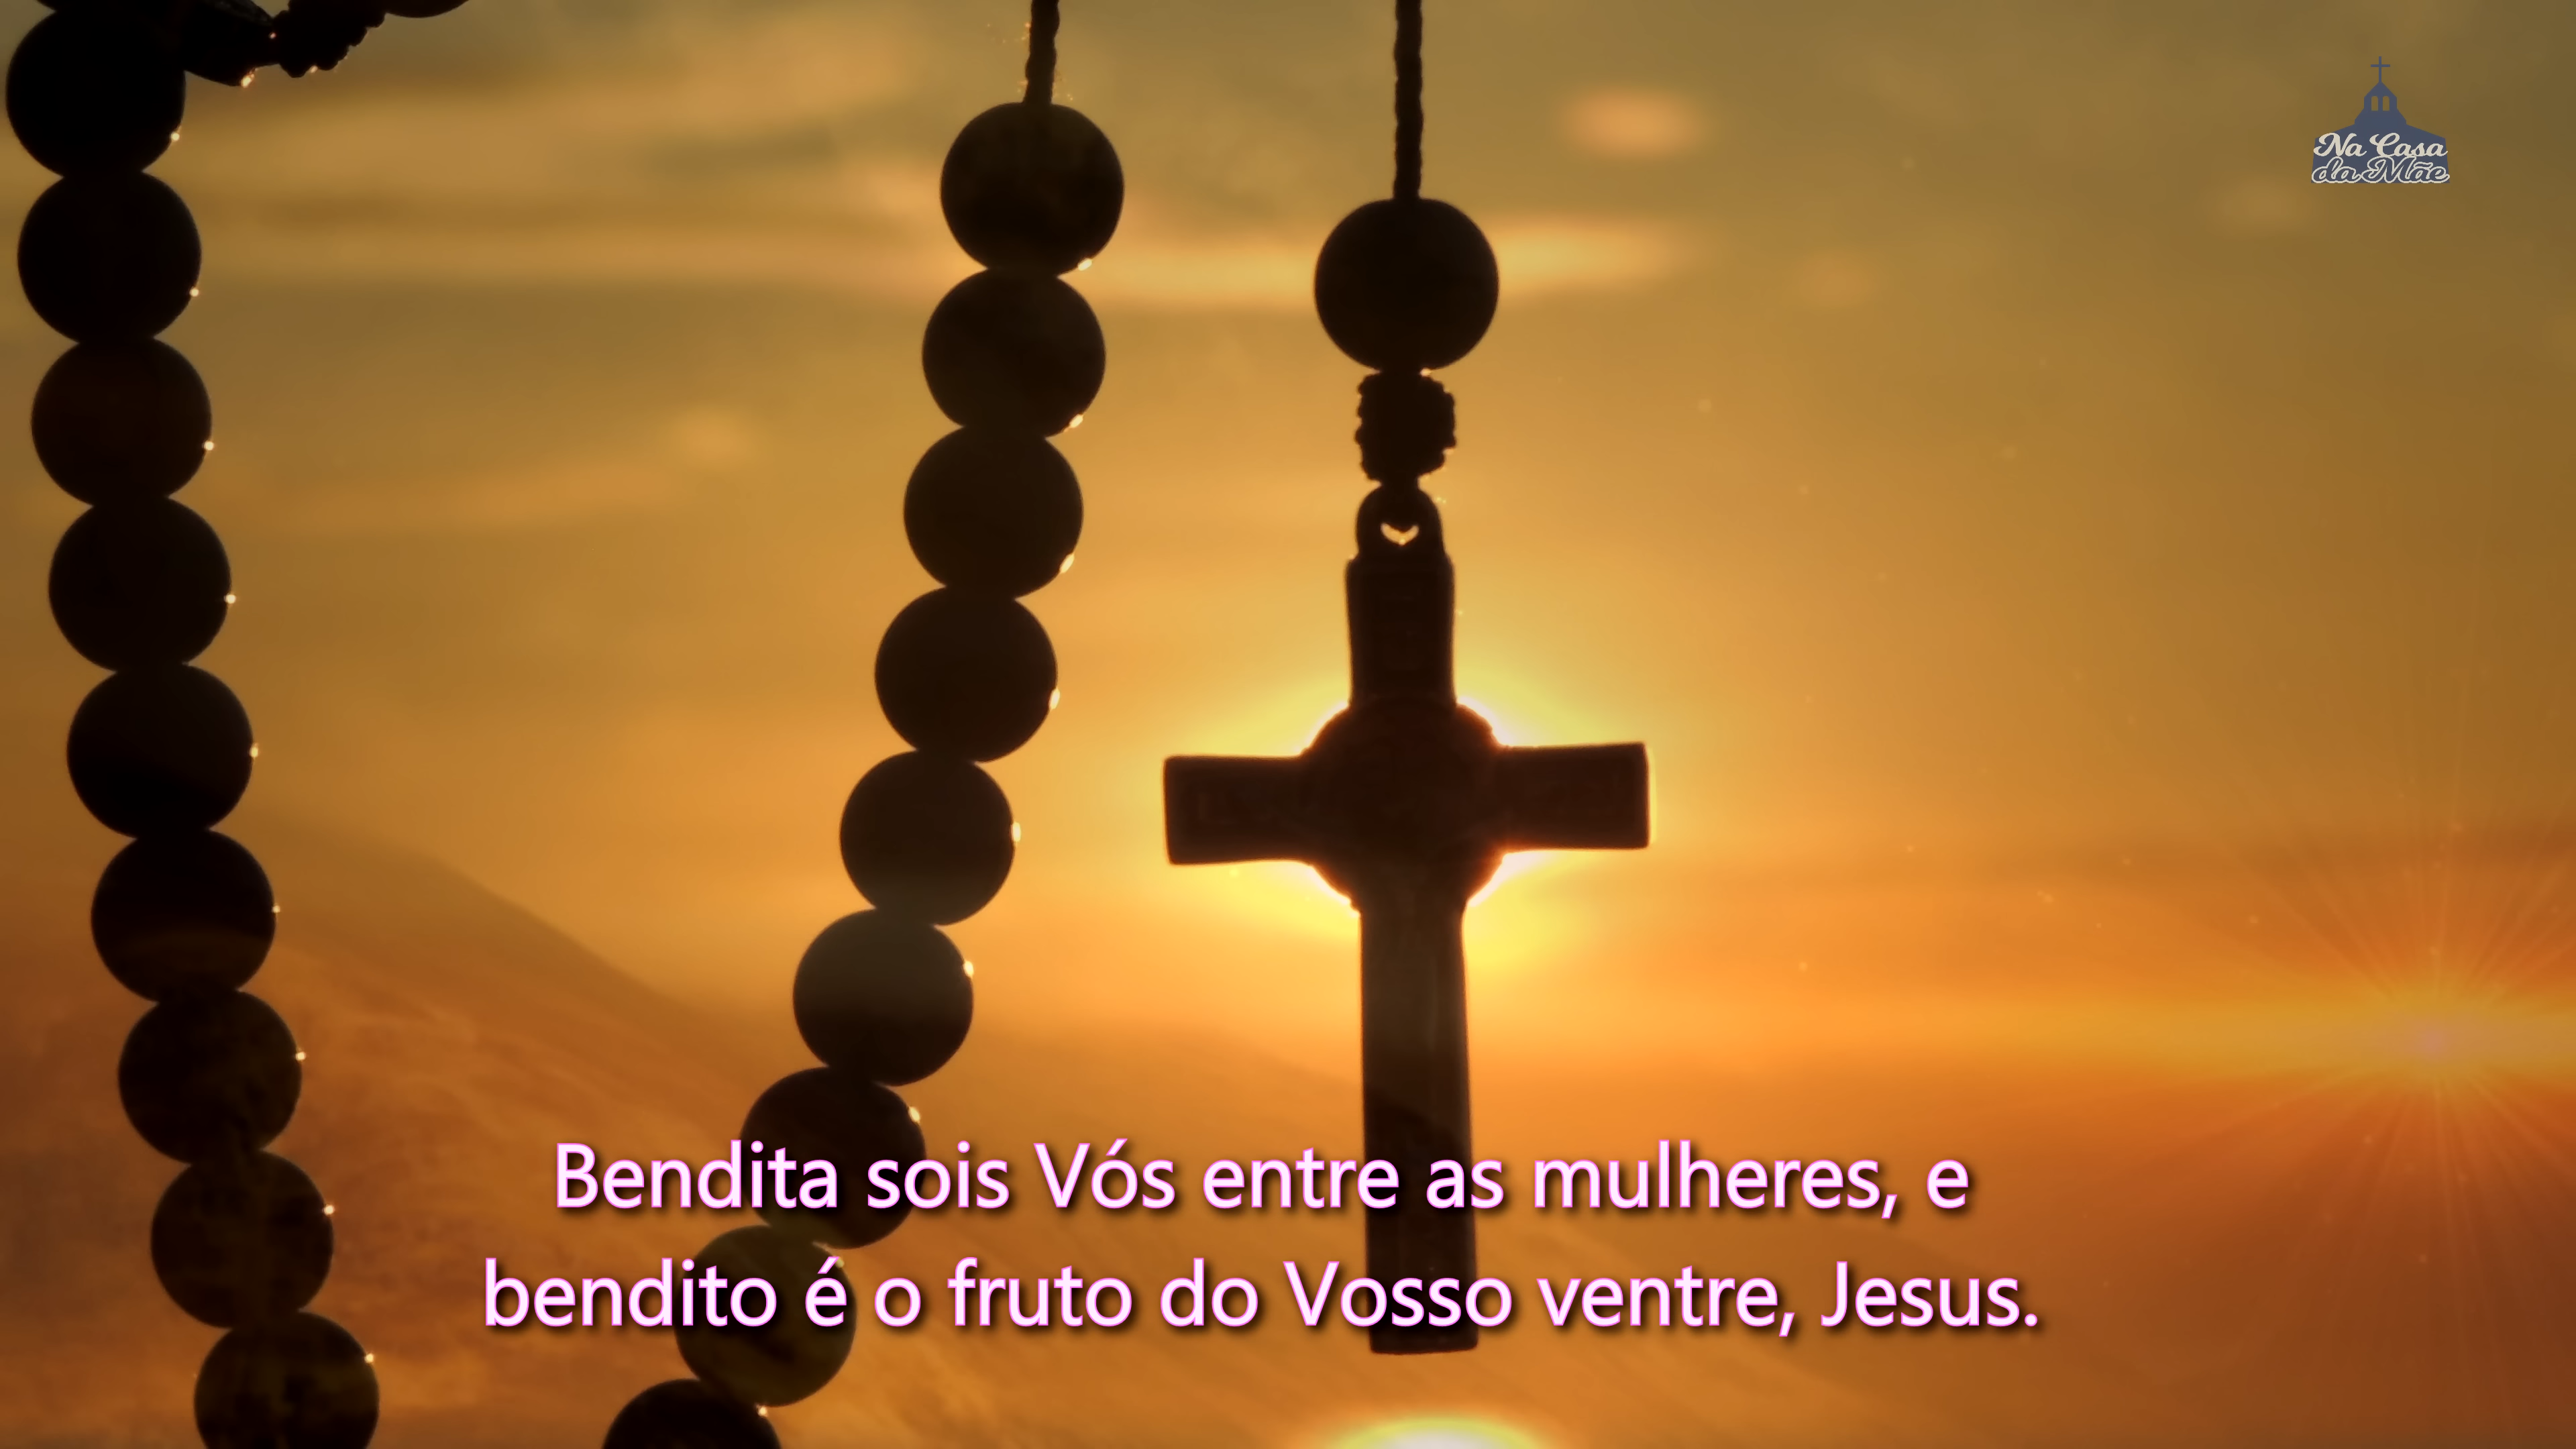 Na Casa
da Mãe
Bendita sois Vós entre as mulheres, e
bendito é o fruto do Vosso ventre, Jesus.